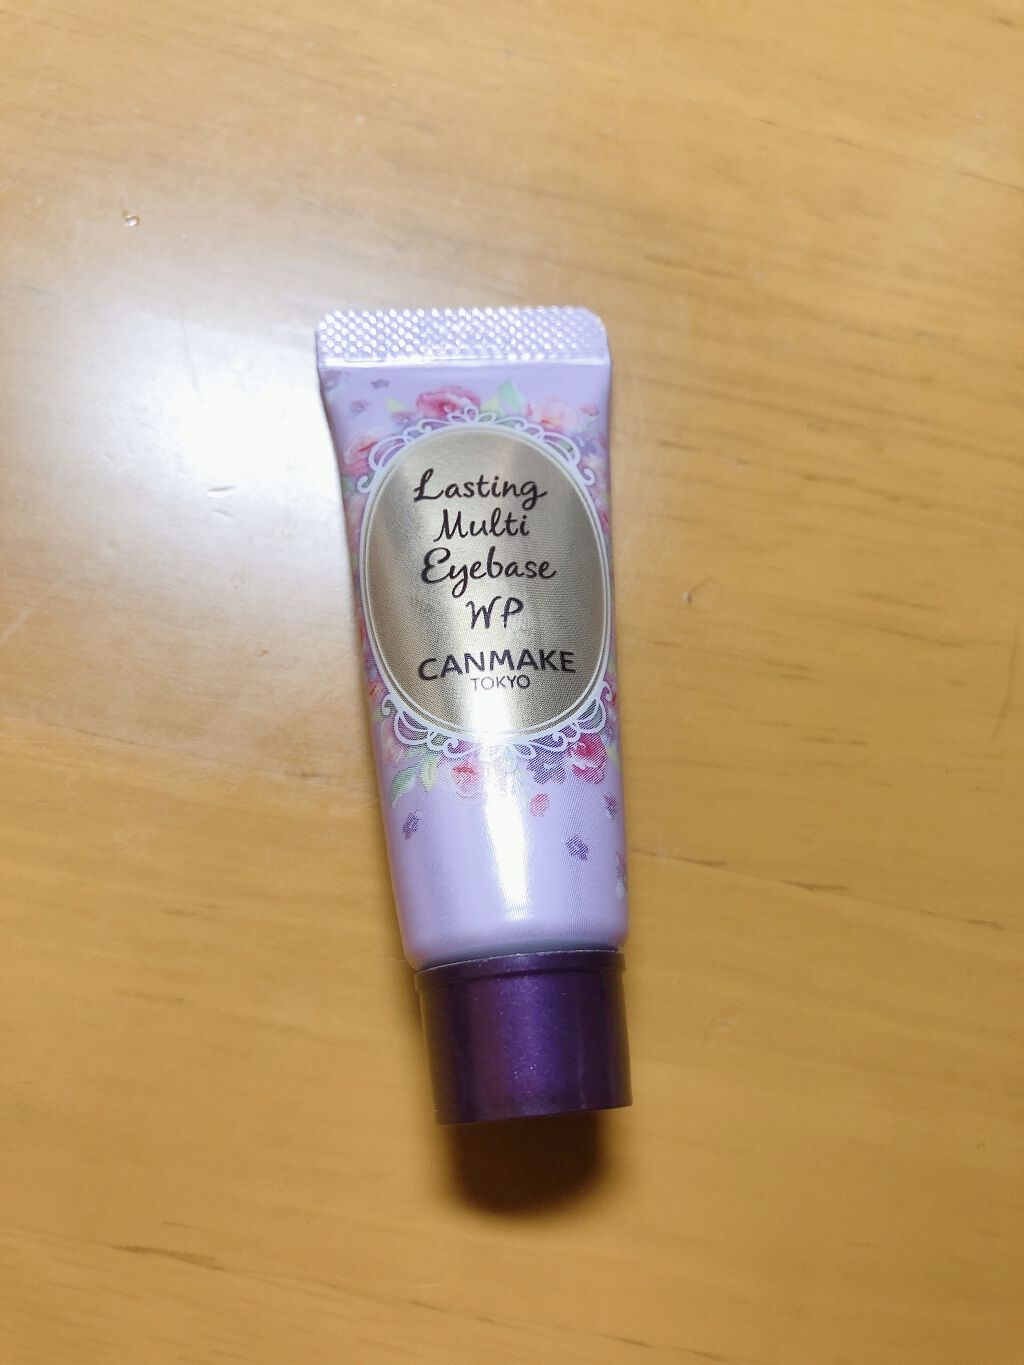 Lasting
Multi
Eyebase
WP
CANMAKE
TOKYO